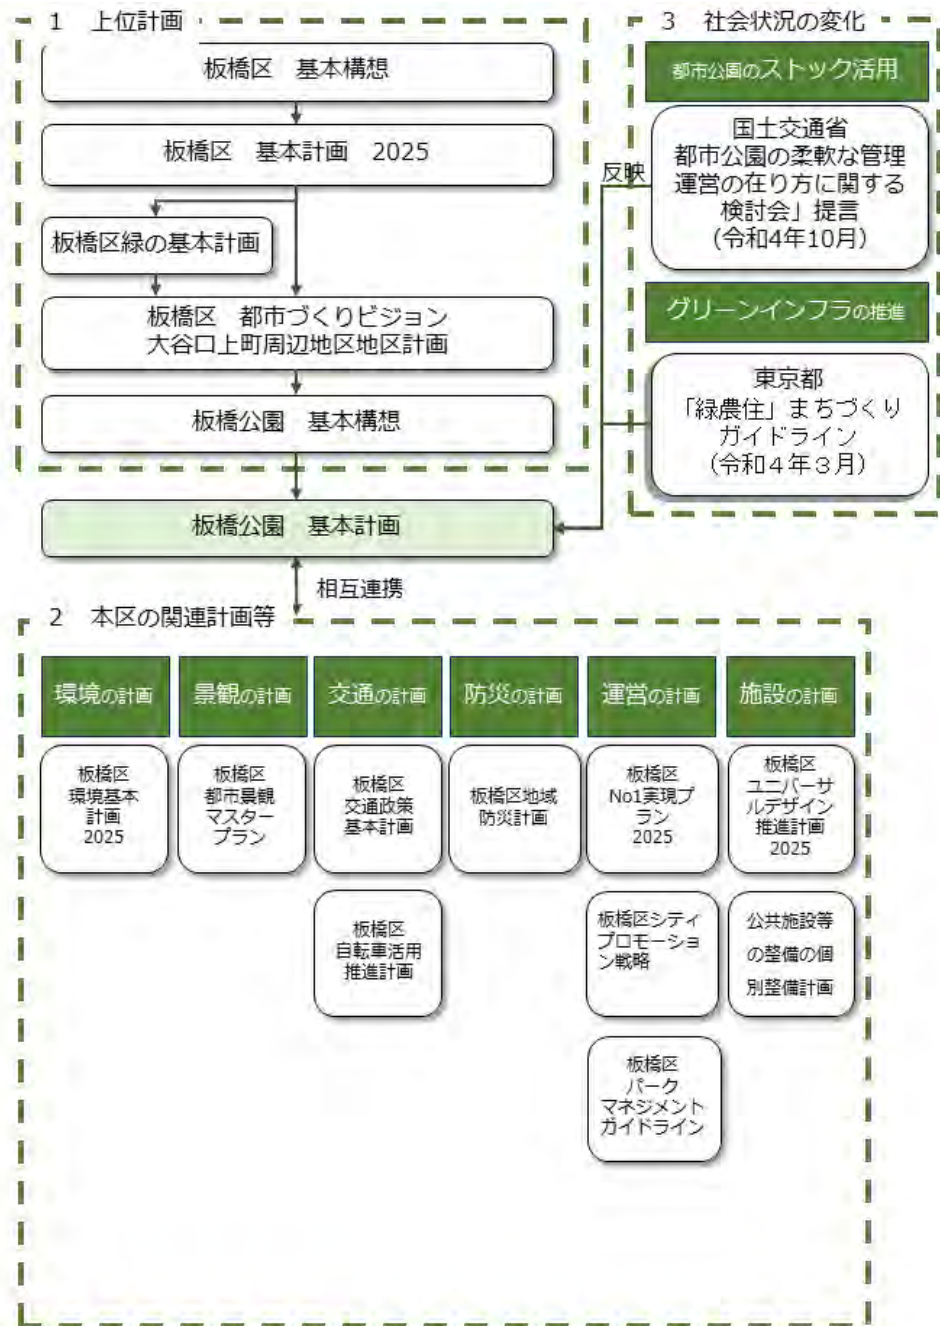 1　上位計画
板橋区　基本構想
板橋区　基本計画　2025
板橋区緑の基本計画
板橋区　都市づくりビジョン
大谷口上町周辺地区地区計画
板橋公園　基本構想
板橋公園　基本計画
3　社会状況の変化
都市公園のストック活用
国土交通省
都市公園の柔軟な管理
運営の在り方に関する
検討会」提言
（令和4年10月）
反映
グリーンインフラの推進
東京都
「緑農住」まちづくり
ガイドライン
（令和４年３月）
相互連携
2　本区の関連計画等
環境の計画
板橋区
環境基本
計画
2025
景観の計画
板橋区
都市景観
マスター
プラン
交通の計画
板橋区
交通政策
基本計画
板橋区
自転車活用
推進計画
防災の計画
板橋区地域
防災計画
運営の計画
板橋区
No1実現プ
ラン
2025
板橋区シティ
プロモーショ
ン戦略
板橋区
パーク
マネジメント
ガイドライン
施設の計画
板橋区
ユニバーサ
ルデザイン
推進計画
2025
公共施設等
の整備の個
別整備計画